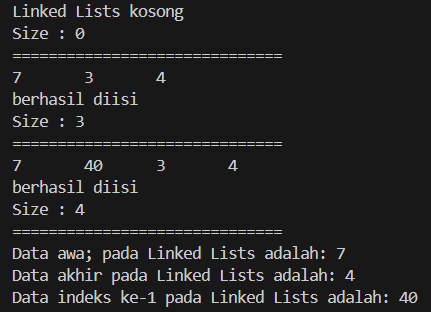 Linked Lists kosong
Size : 0
==============================
7 3 4
berhasil diisi
Size : 3
==============================
7 40 3 4
berhasil diisi
Size : 4
==============================
Data awa; pada Linked Lists adalah: 7
Data akhir pada Linked Lists adalah: 4
Data indeks ke-1 pada Linked Lists adalah: 40